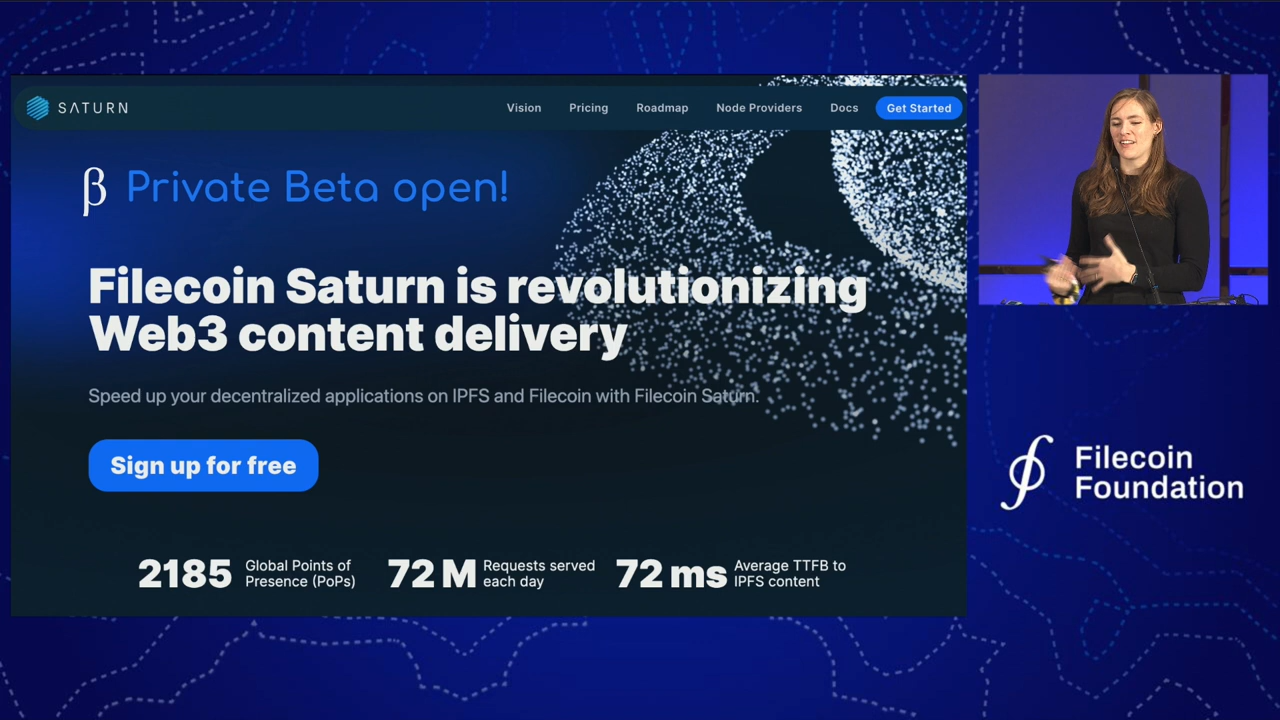 SATURN
Vision Pricing Roadmap Node Providers Docs Get Started
β Private Beta open!
Filecoin Saturn is revolutionizing
Web3 content delivery
Speed up your decentralized applications on IPFS and Filecoin with Filecoin Saturn.
Sign up for free
2185 Global Points of
Presence (PoPs)
72 M Requests served
each day
72 ms Average TTFB to
IPFS content
Filecoin
Foundation